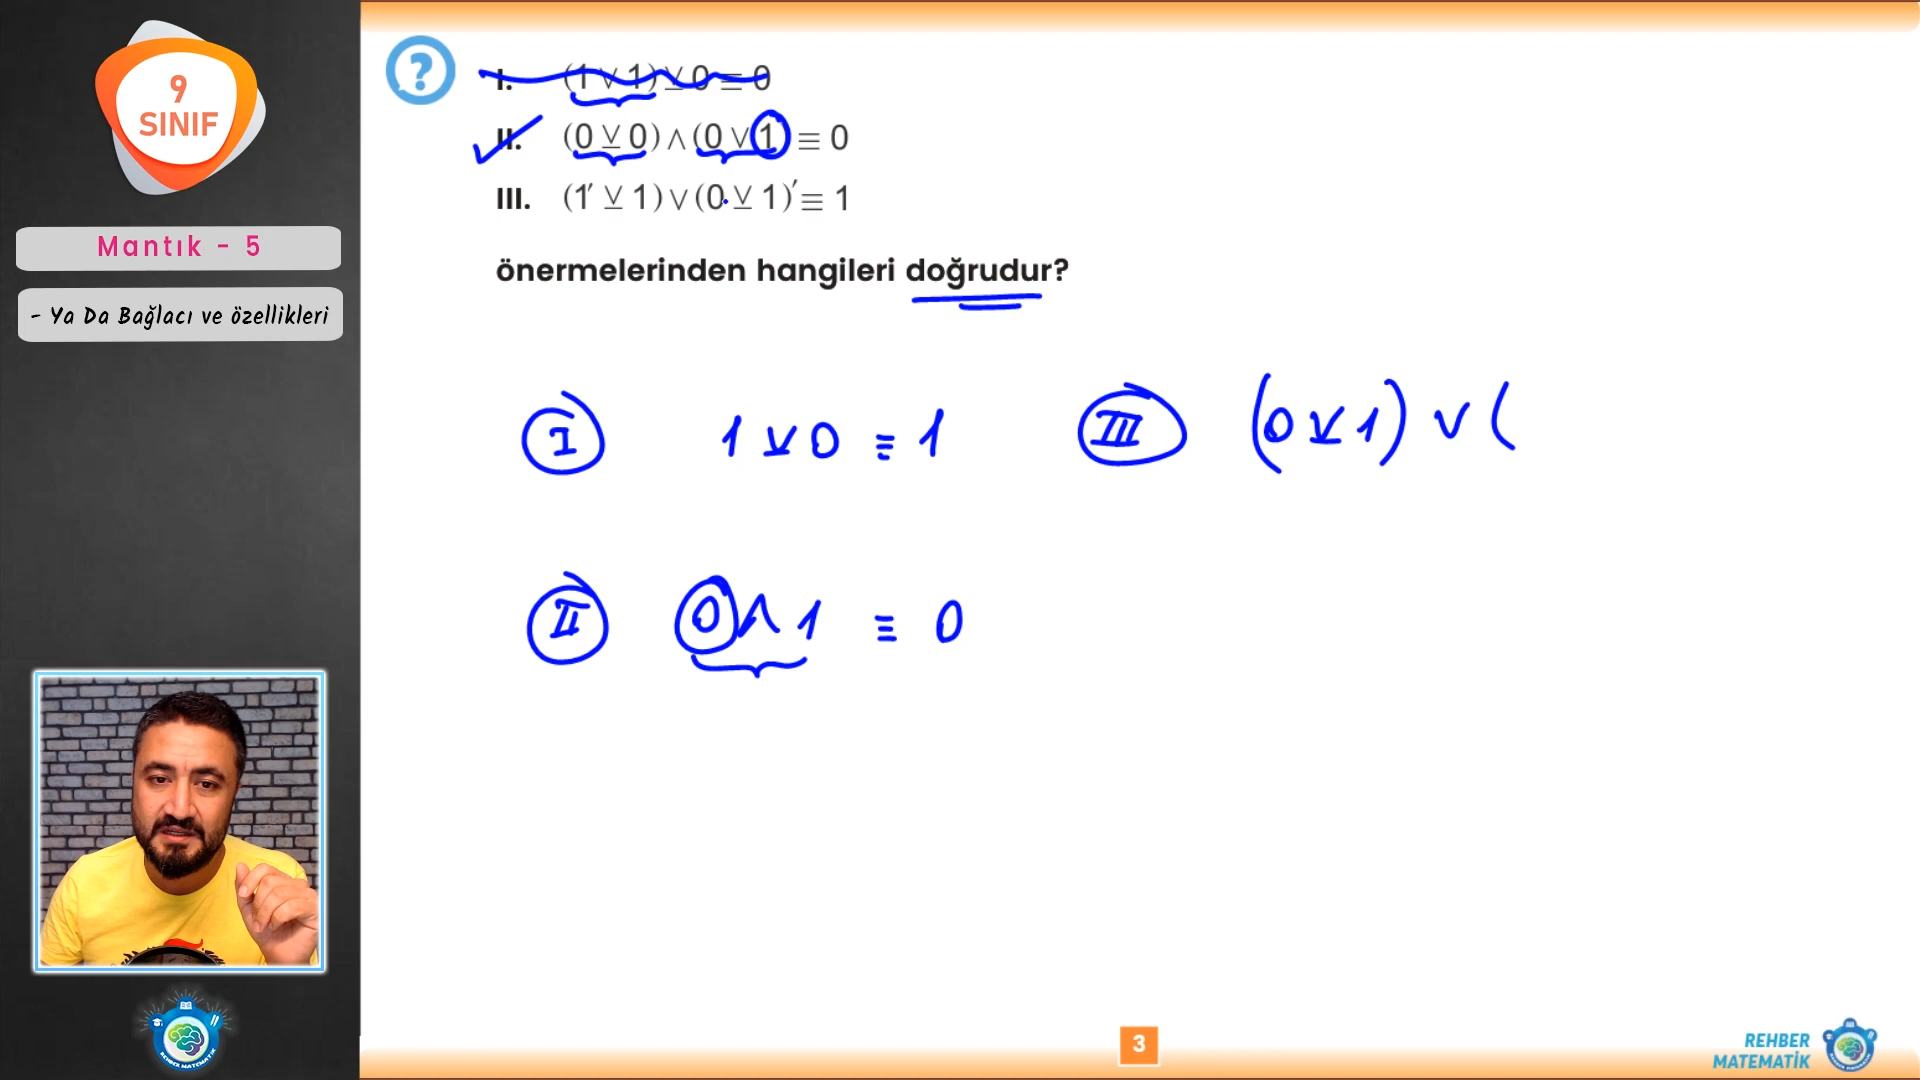 9
SINIF
Mantık - 5
- Ya Da Bağlacı ve özellikleri
I. (1 ∨ 1) ⊻ 0 ≡ 0
II. (0 ⊻ 0) ∧ (0 ∨ 1) ≡ 0
III. (1′ ⊻ 1) ∨ (0 ⊻ 1)′ ≡ 1
önermelerinden hangileri doğrudur?
I 1 ⊻ 0 ≡ 1
III (0 ⊻ 1) ∨ (
II 0 ∧ 1 ≡ 0
3
REHBER
MATEMATİK
REHBER MATEMATİK